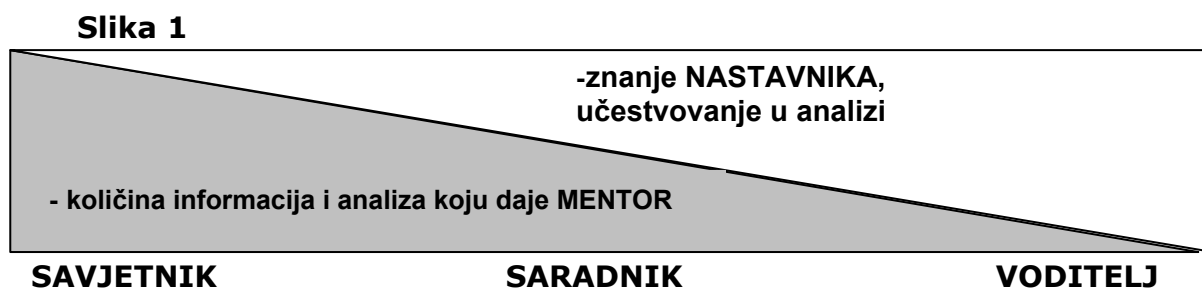 Slika 1
-znanje NASTAVNIKA,
učestvovanje u analizi
- količina informacija i analiza koju daje MENTOR
SAVJETNIK SARADNIK VODITELJ